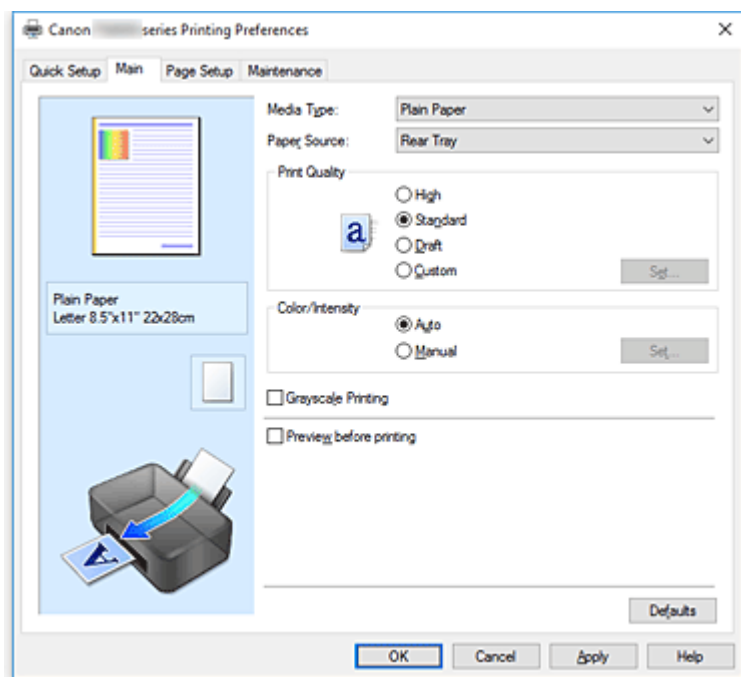 Canon series Printing Preferences
Quick Setup Main Page Setup Maintenance
Media Type: Plain Paper
Paper Source: Rear Tray
Print Quality
High
a Standard
Draft
Custom Set...
Plain Paper
Letter 8.5"x11" 22x28cm
Color/Intensity
Auto
Manual Set...
Grayscale Printing
Preview before printing
A
Defaults
OK Cancel Apply Help